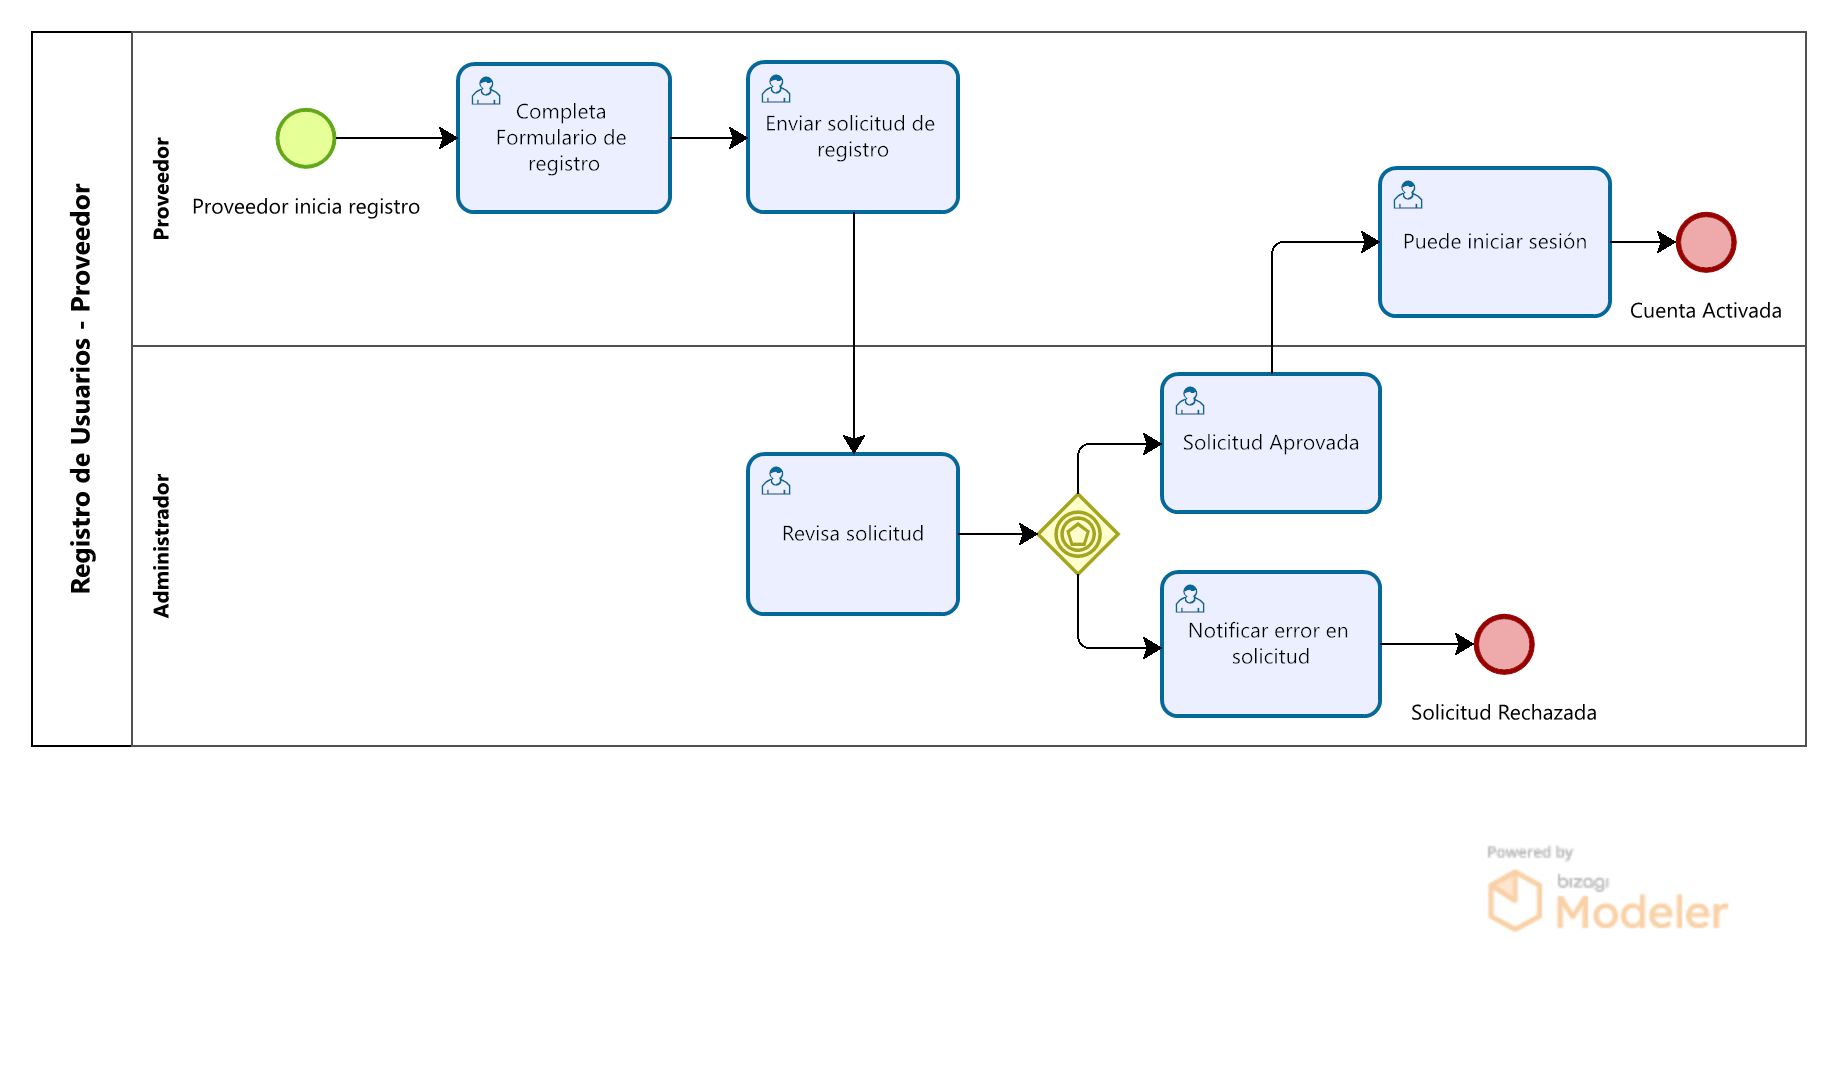 Registro de Usuarios - Proveedor
Proveedor
Proveedor inicia registro
Completa
Formulario de
registro
Enviar solicitud de
registro
Puede iniciar sesión
Cuenta Activada
Administrador
Revisa solicitud
Solicitud Aprovada
Notificar error en
solicitud
Solicitud Rechazada
Powered by
bizagi
Modeler